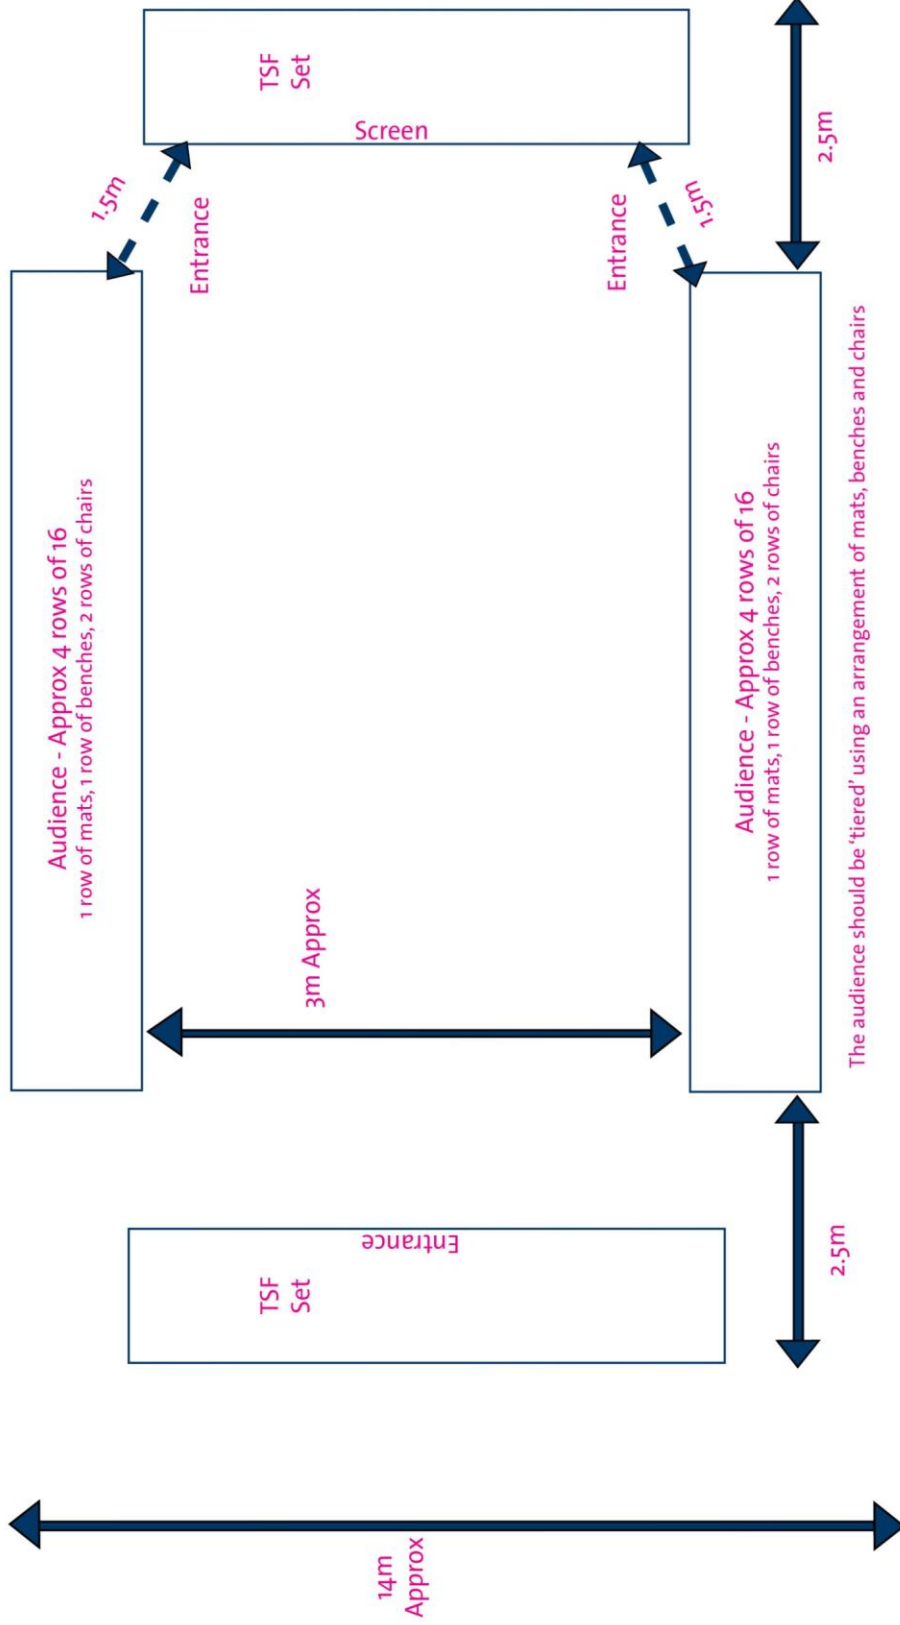 Audience - Approx 4 rows of 16
1 row of mats, 1 row of benches, 2 rows of chairs
1.5m
Entrance
TSF
Set
TSF
Set
3m Approx
14m
Approx
Entrance
Screen
Entrance
1.5m
Audience - Approx 4 rows of 16
1 row of mats, 1 row of benches, 2 rows of chairs
2.5m
2.5m
The audience should be 'tiered' using an arrangement of mats, benches and chairs